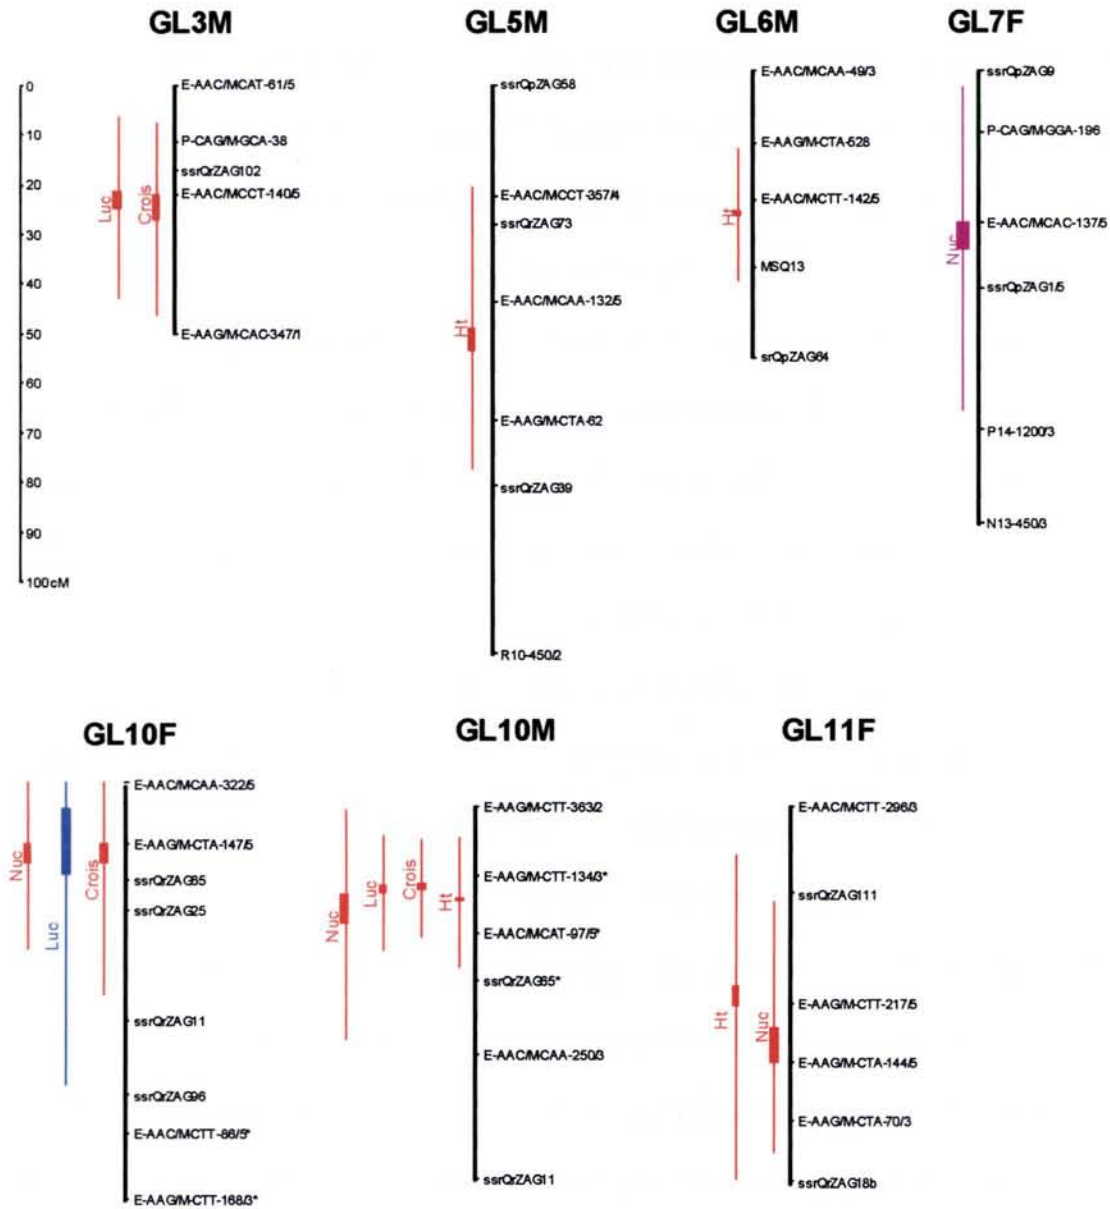 GL3M
GL5M
GL6M
GL7F
0
10
20
30
40
50
60
70
80
90
100cM
Luc
Crois
E-AAC/MCAT-61/5
P-CAG/M-GCA-38
ssrQrZAG102
E-AAC/MCCT-140/5
E-AAG/M-CAC-347/1
Ht
ssrQpZAG58
E-AAC/MCCT-357/4
ssrQrZAG73
E-AAC/MCAA-132/5
E-AAG/M-CTA-62
ssrQrZAG39
R10-450/2
Ht
E-AAC/MCAA-49/3
E-AAG/M-CTA-528
E-AAC/MCTT-142/5
MSQ13
srQpZAG64
Nuc
ssrQpZAG9
P-CAG/M-GGA-196
E-AAC/MCAC-137/5
ssrQpZAG1/5
P14-1200/3
N13-450/3
GL10F
GL10M
GL11F
Nuc
Luc
Crois
E-AAC/MCAA-322/5
E-AAG/M-CTA-147/5
ssrQrZAG65
ssrQrZAG25
ssrQrZAG11
ssrQrZAG96
E-AAC/MCTT-86/5*
E-AAG/M-CTT-168/3*
Nuc
Luc
Crois
Ht
E-AAG/M-CTT-363/2
E-AAG/M-CTT-134/3*
E-AAC/MCAT-97/5*
ssrQrZAG65*
E-AAC/MCAA-250/3
ssrQrZAG11
Ht
Nuc
E-AAC/MCTT-296/3
ssrQrZAG111
E-AAG/M-CTT-217/5
E-AAG/M-CTA-144/5
E-AAG/M-CTA-70/3
ssrQrZAG18b